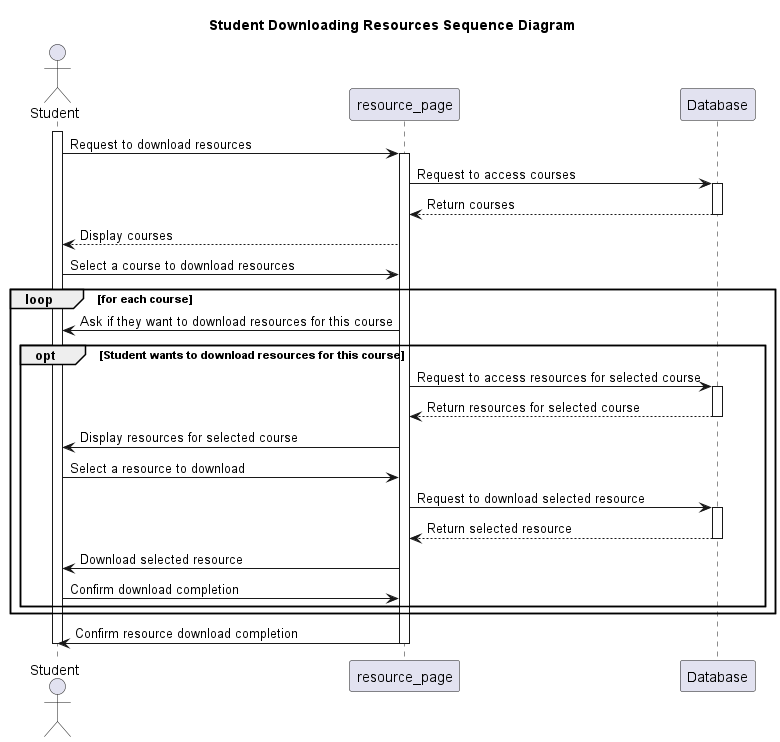 Student Downloading Resources Sequence Diagram
Student
resource_page
Database
Request to download resources
Request to access courses
Return courses
Display courses
Select a course to download resources
loop [for each course]
Ask if they want to download resources for this course
opt [Student wants to download resources for this course]
Request to access resources for selected course
Return resources for selected course
Display resources for selected course
Select a resource to download
Request to download selected resource
Return selected resource
Download selected resource
Confirm download completion
Confirm resource download completion
Student
resource_page
Database